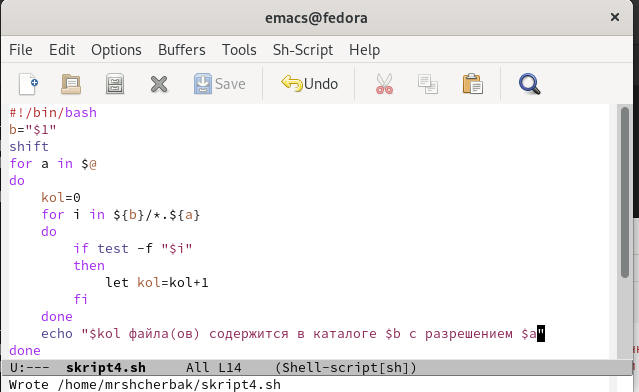 emacs@fedora
×
File Edit Options Buffers Tools Sh-Script Help
Save Undo
#!/bin/bash
b="$1"
shift
for a in $@
do
    kol=0
    for i in ${b}/*.${a}
    do
        if test -f "$i"
        then
            let kol=kol+1
        fi
    done
    echo "$kol файла(ов) содержится в каталоге $b с разрешением $a"
done
U:--- skript4.sh All L14 (Shell-script[sh])
Wrote /home/mrshcherbak/skript4.sh